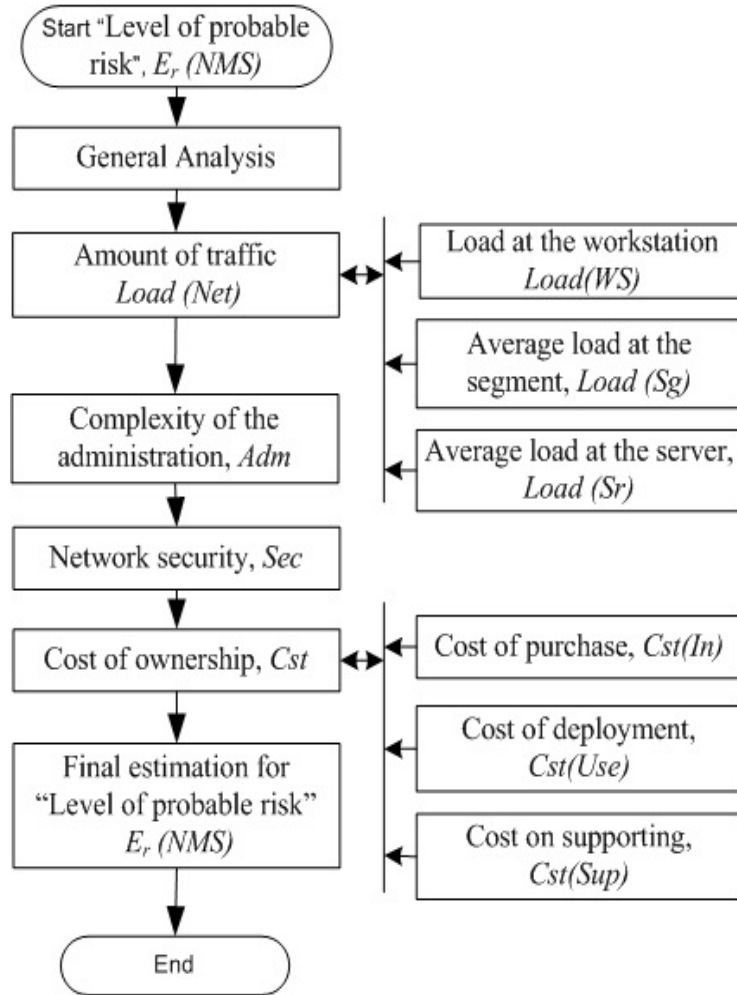 Start “Level of probable
risk”, Er (NMS)
General Analysis
Amount of traffic
Load (Net)
Load at the workstation
Load(WS)
Average load at the
segment, Load (Sg)
Complexity of the
administration, Adm
Average load at the server,
Load (Sr)
Network security, Sec
Cost of ownership, Cst
Cost of purchase, Cst(In)
Cost of deployment,
Cst(Use)
Final estimation for
“Level of probable risk”
Er (NMS)
Cost on supporting,
Cst(Sup)
End